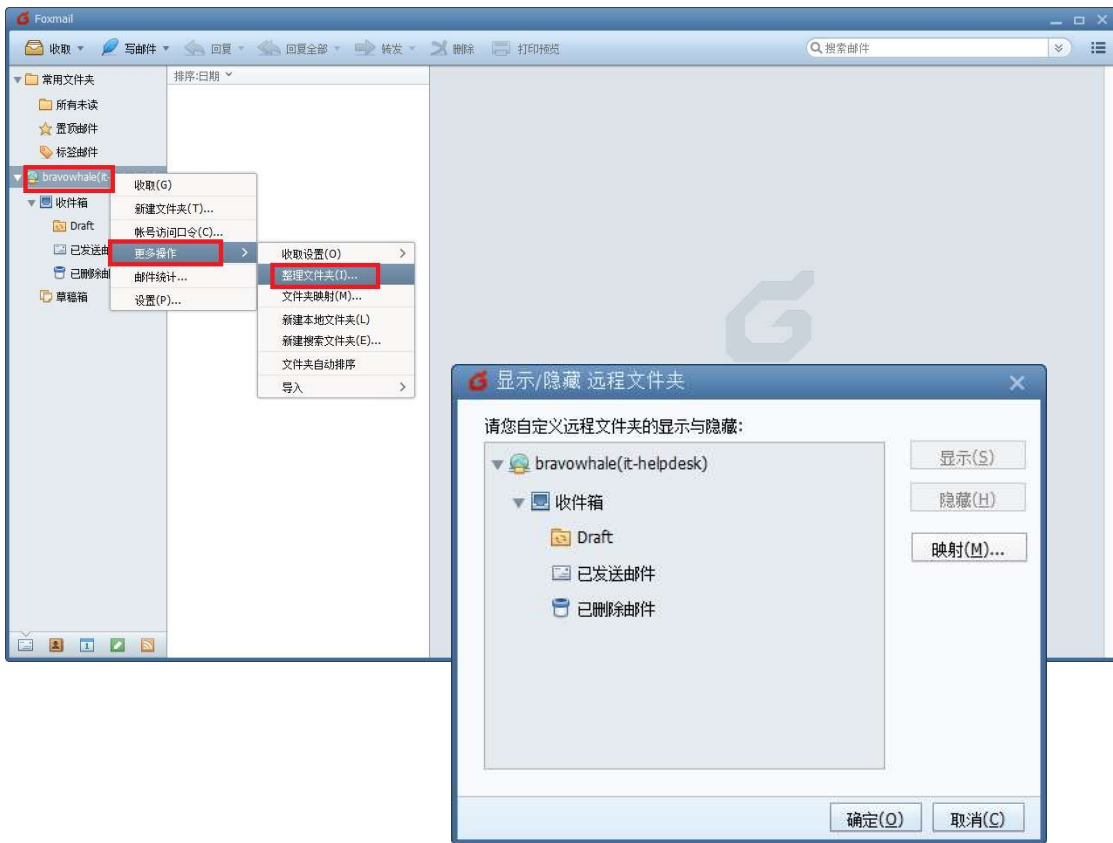 Foxmail
收取 写邮件 回复 回复全部 转发 删除 打印预览 搜索邮件
常用文件夹
所有未读
置顶邮件
标签邮件
bravowhale(it-
收件箱
Draft
已发送由
已删除由
草稿箱
排序:日期
收取(G)
新建文件夹(T)...
帐号访问口令(C)...
更多操作
邮件统计...
设置(P)...
收取设置(O)
整理文件夹(I)...
文件夹映射(M)...
新建本地文件夹(L)
新建搜索文件夹(E)...
文件夹自动排序
导入
显示/隐藏 远程文件夹
请您自定义远程文件夹的显示与隐藏:
bravowhale(it-helpdesk)
收件箱
Draft
已发送邮件
已删除邮件
显示(S)
隐藏(H)
映射(M)...
确定(O) 取消(C)